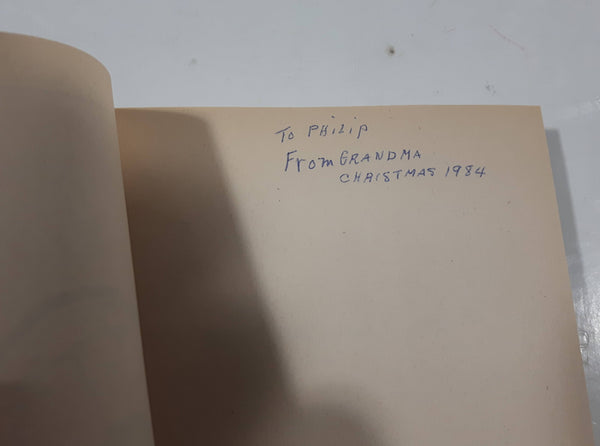 To PHILIP
From GRANDMA
CHRISTMAS 1984